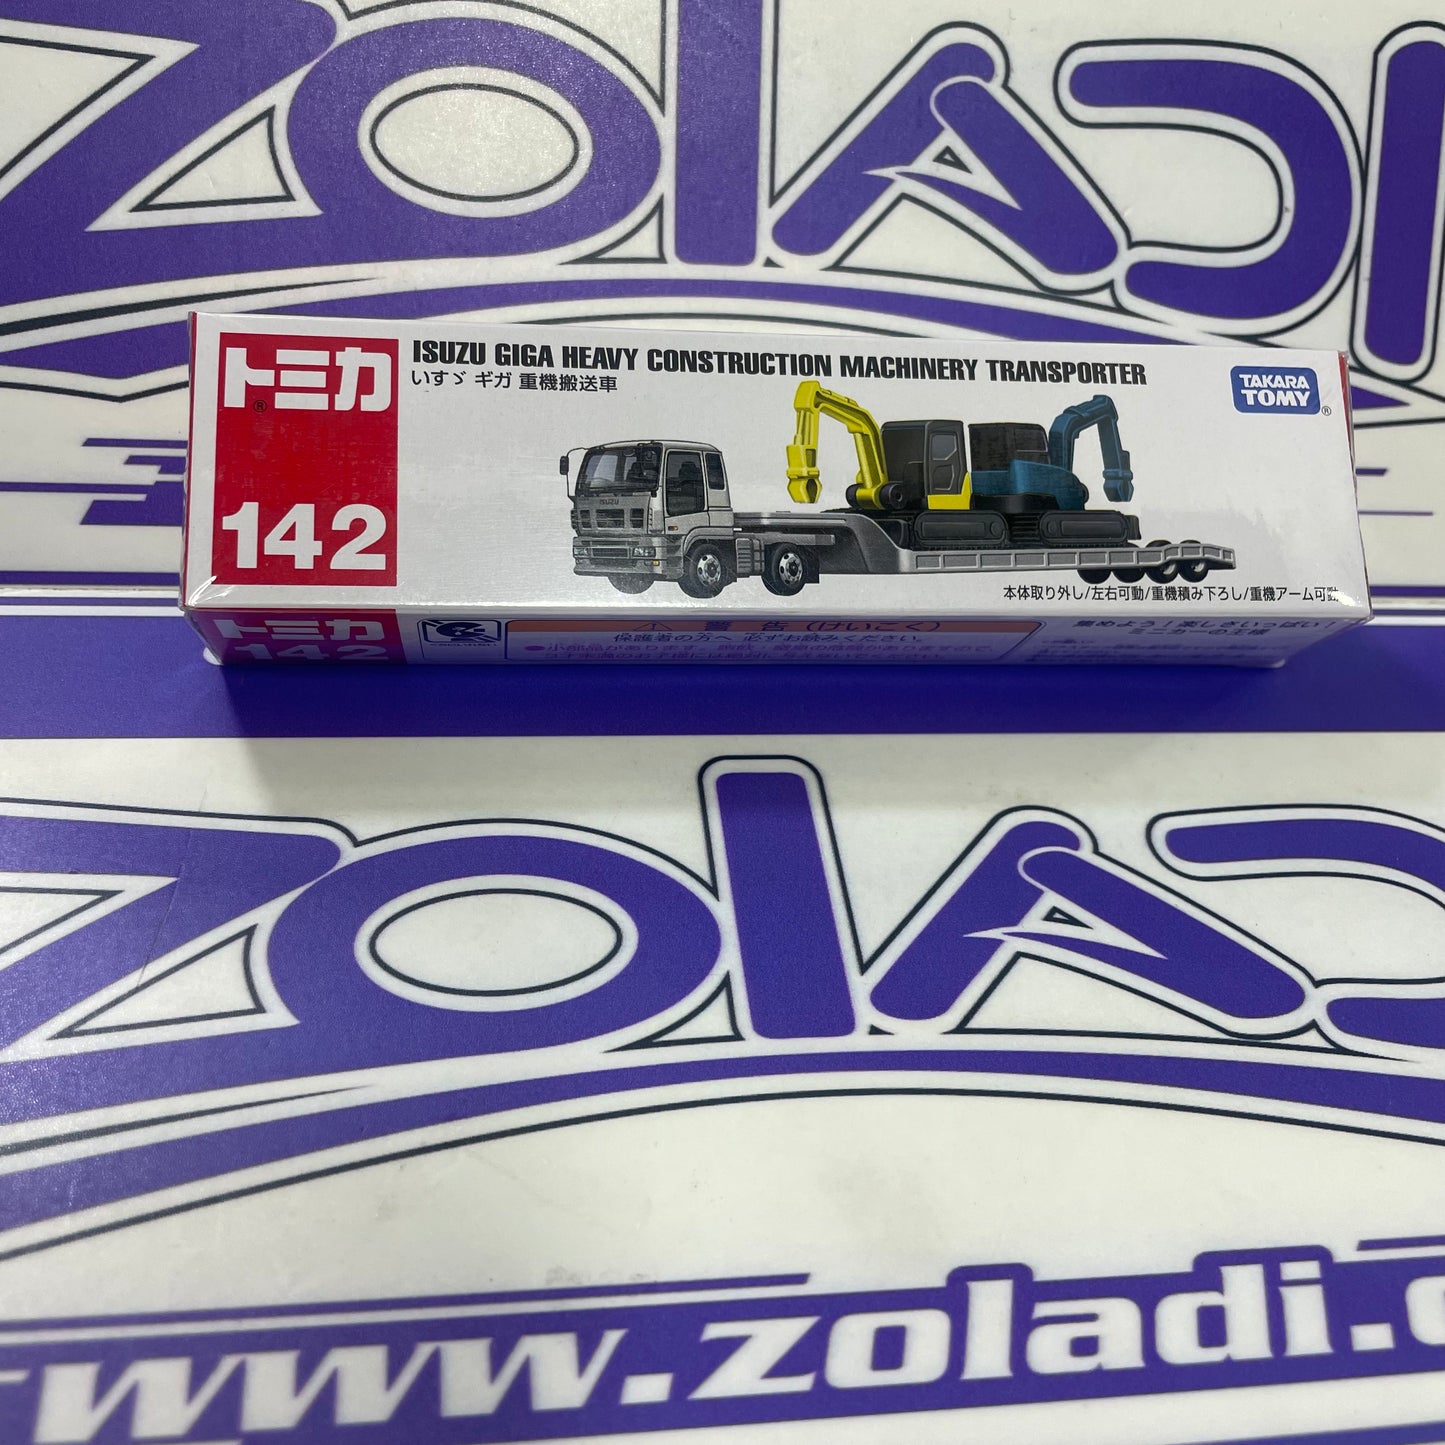 ZOLADI
トミカ®
142
ISUZU GIGA HEAVY CONSTRUCTION MACHINERY TRANSPORTER
いすゞ ギガ 重機搬送車
TAKARA
TOMY®
ISUZU
本体取り外し/左右可動/重機積み下ろし/重機アーム可動
トミカ
142
⚠ 警告(けいこく)
保護者の方へ 必ずお読みください。
集めよう!楽しさいっぱい!
ミニカーの王様
ZOLADI
www.zoladi.c